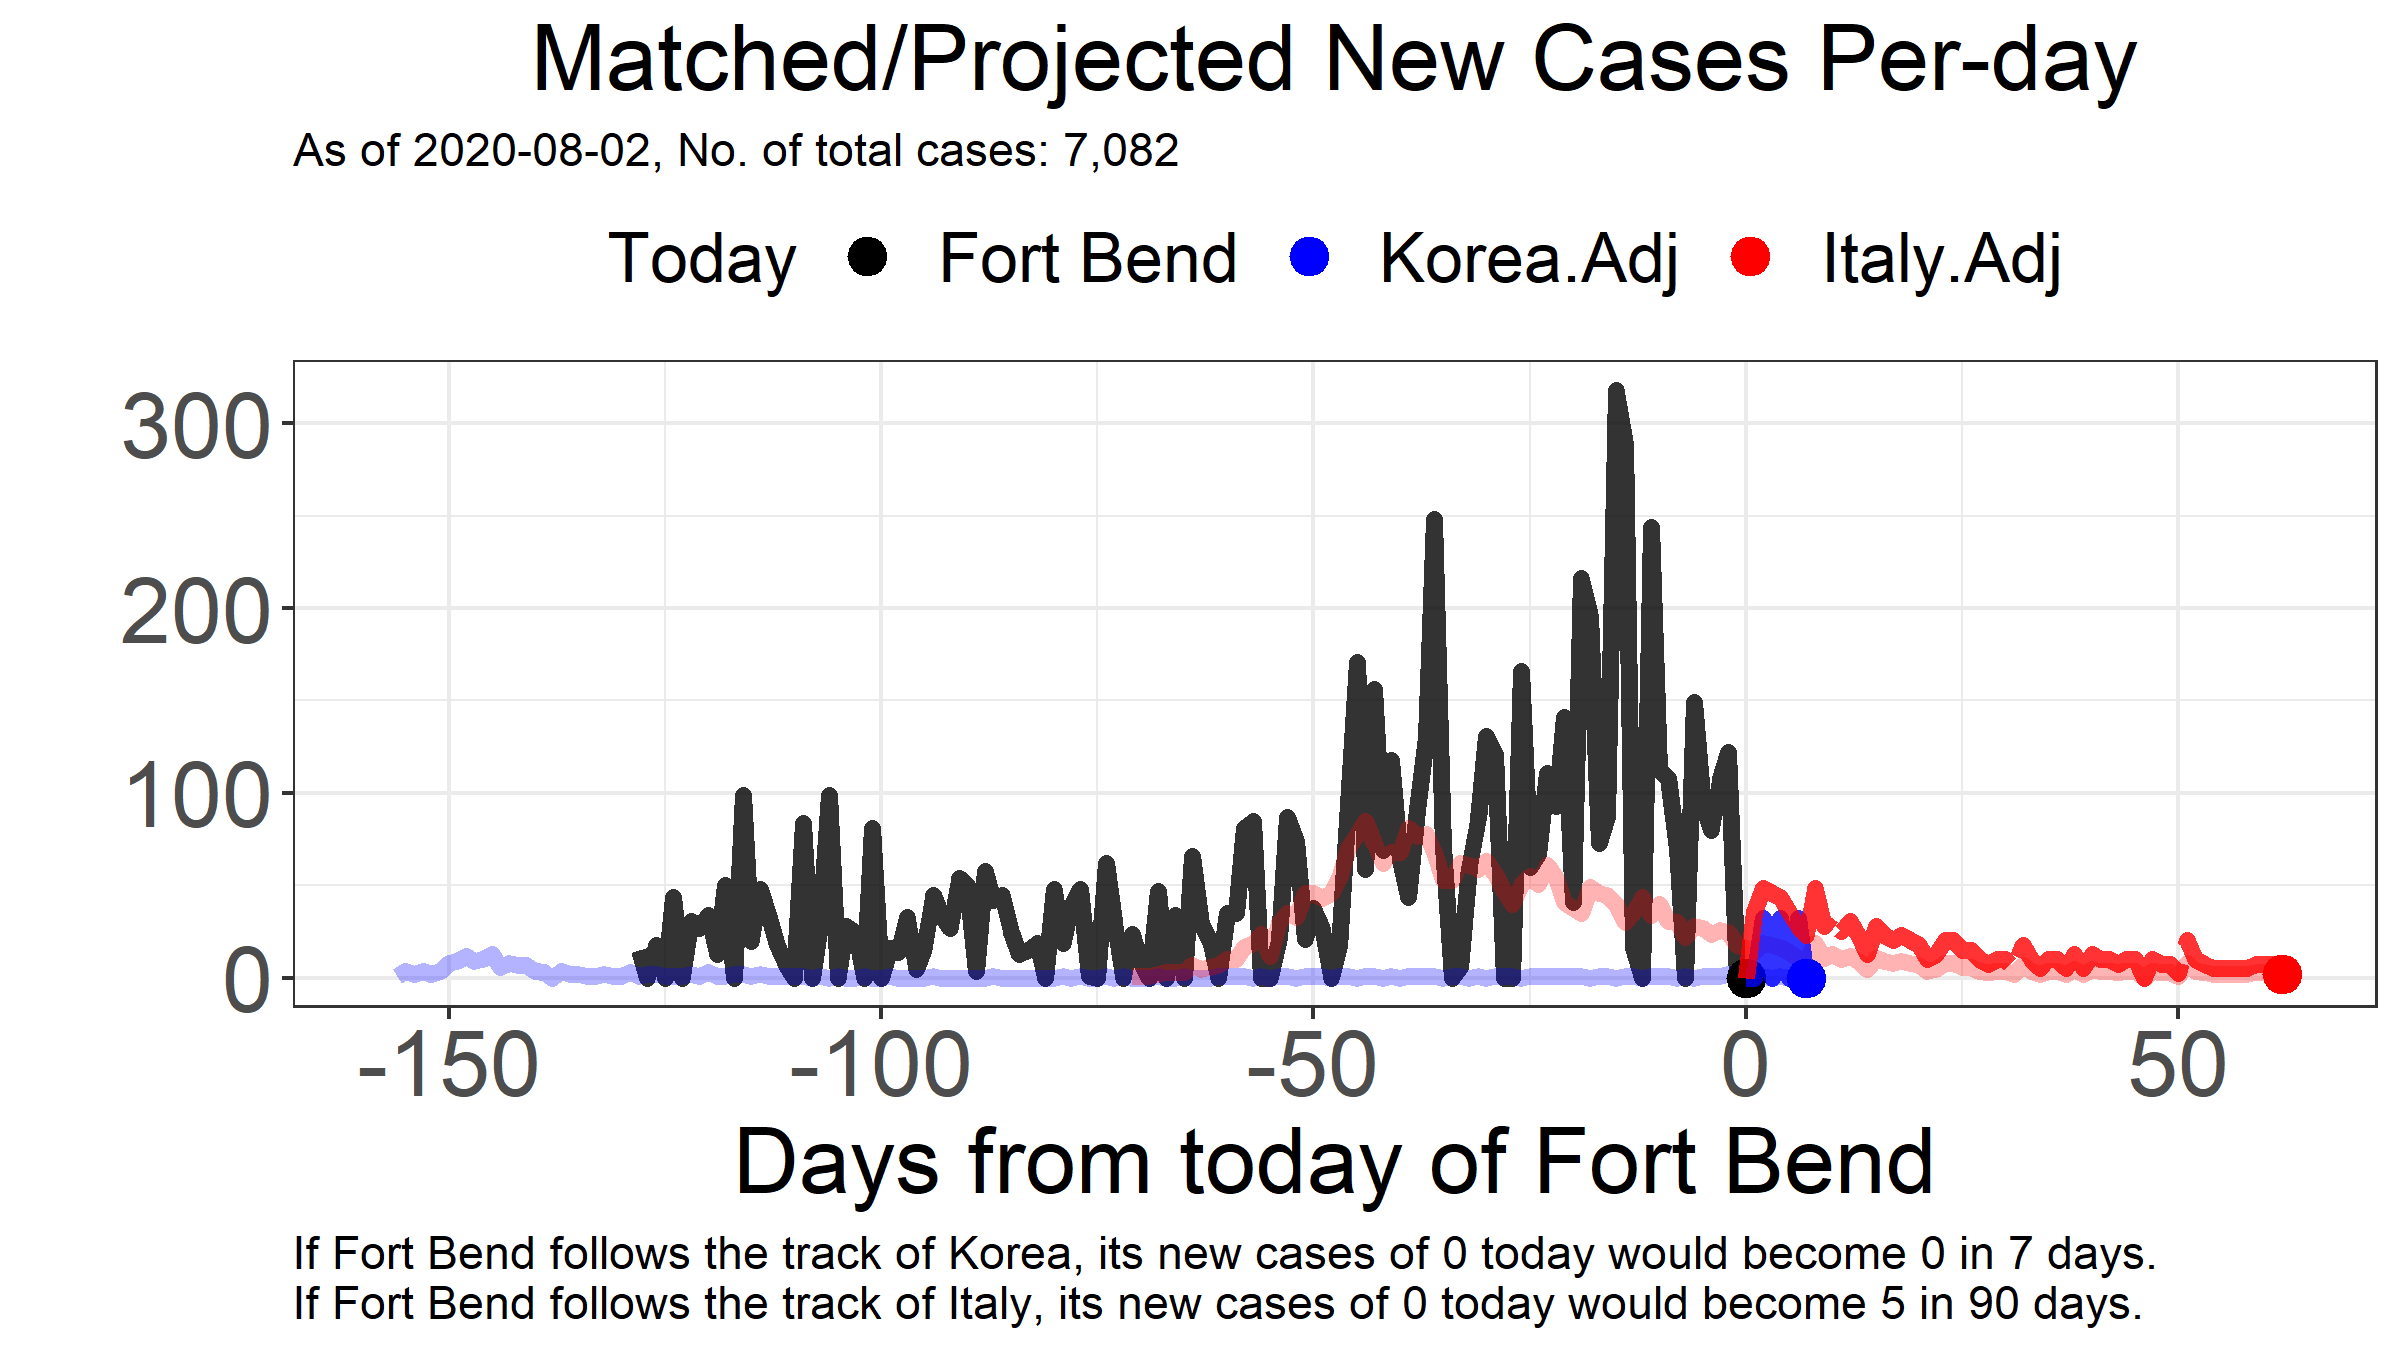 Matched/Projected New Cases Per-day
As of 2020-08-02, No. of total cases: 7,082
Today Fort Bend Korea.Adj Italy.Adj
300
200
100
0
-150 -100 -50 0 50
Days from today of Fort Bend
If Fort Bend follows the track of Korea, its new cases of 0 today would become 0 in 7 days.
If Fort Bend follows the track of Italy, its new cases of 0 today would become 5 in 90 days.